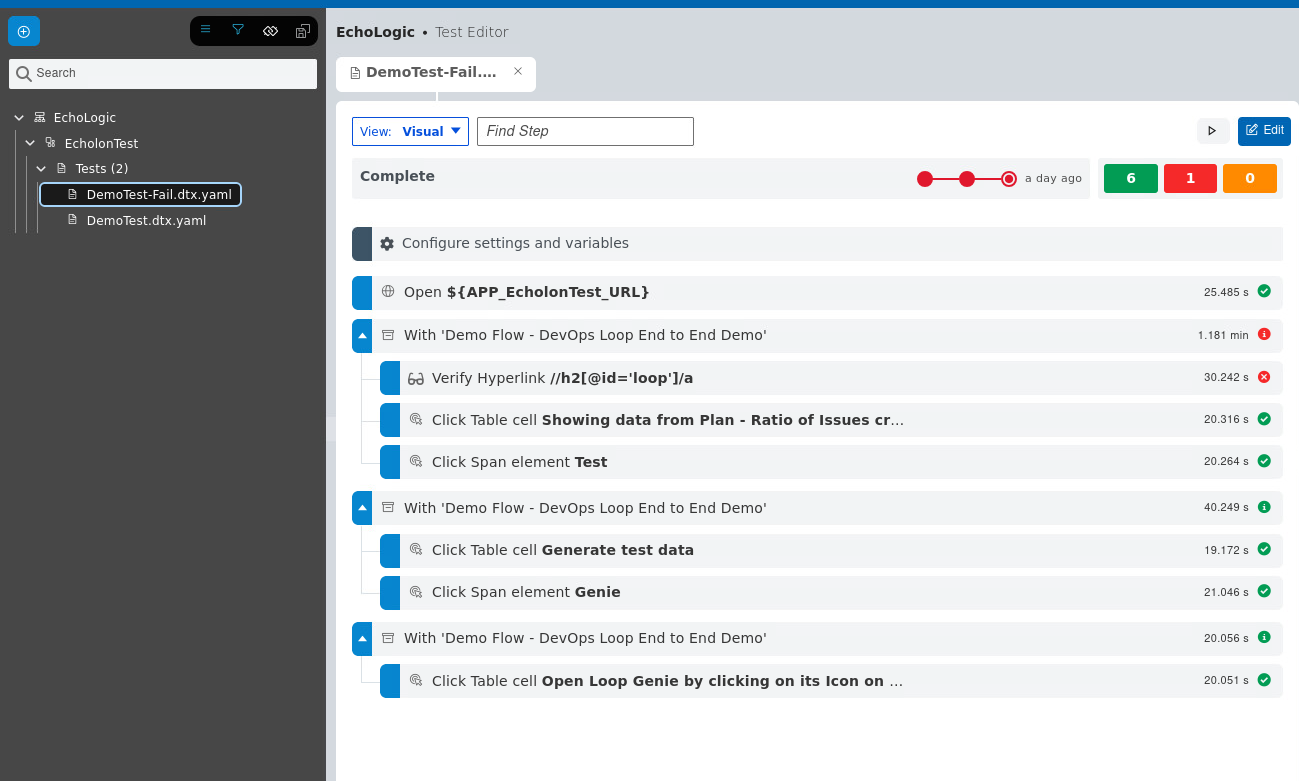 EchoLogic • Test Editor
Search
EchoLogic
EcholonTest
Tests (2)
DemoTest-Fail.dtx.yaml
DemoTest.dtx.yaml
DemoTest-Fail....
View: Visual
Find Step
Edit
Complete
a day ago
6
1
0
Configure settings and variables
Open ${APP_EcholonTest_URL}
25.485 s
With 'Demo Flow - DevOps Loop End to End Demo'
1.181 min
Verify Hyperlink //h2[@id='loop']/a
30.242 s
Click Table cell Showing data from Plan - Ratio of Issues cr...
20.316 s
Click Span element Test
20.264 s
With 'Demo Flow - DevOps Loop End to End Demo'
40.249 s
Click Table cell Generate test data
19.172 s
Click Span element Genie
21.046 s
With 'Demo Flow - DevOps Loop End to End Demo'
20.056 s
Click Table cell Open Loop Genie by clicking on its Icon on ...
20.051 s